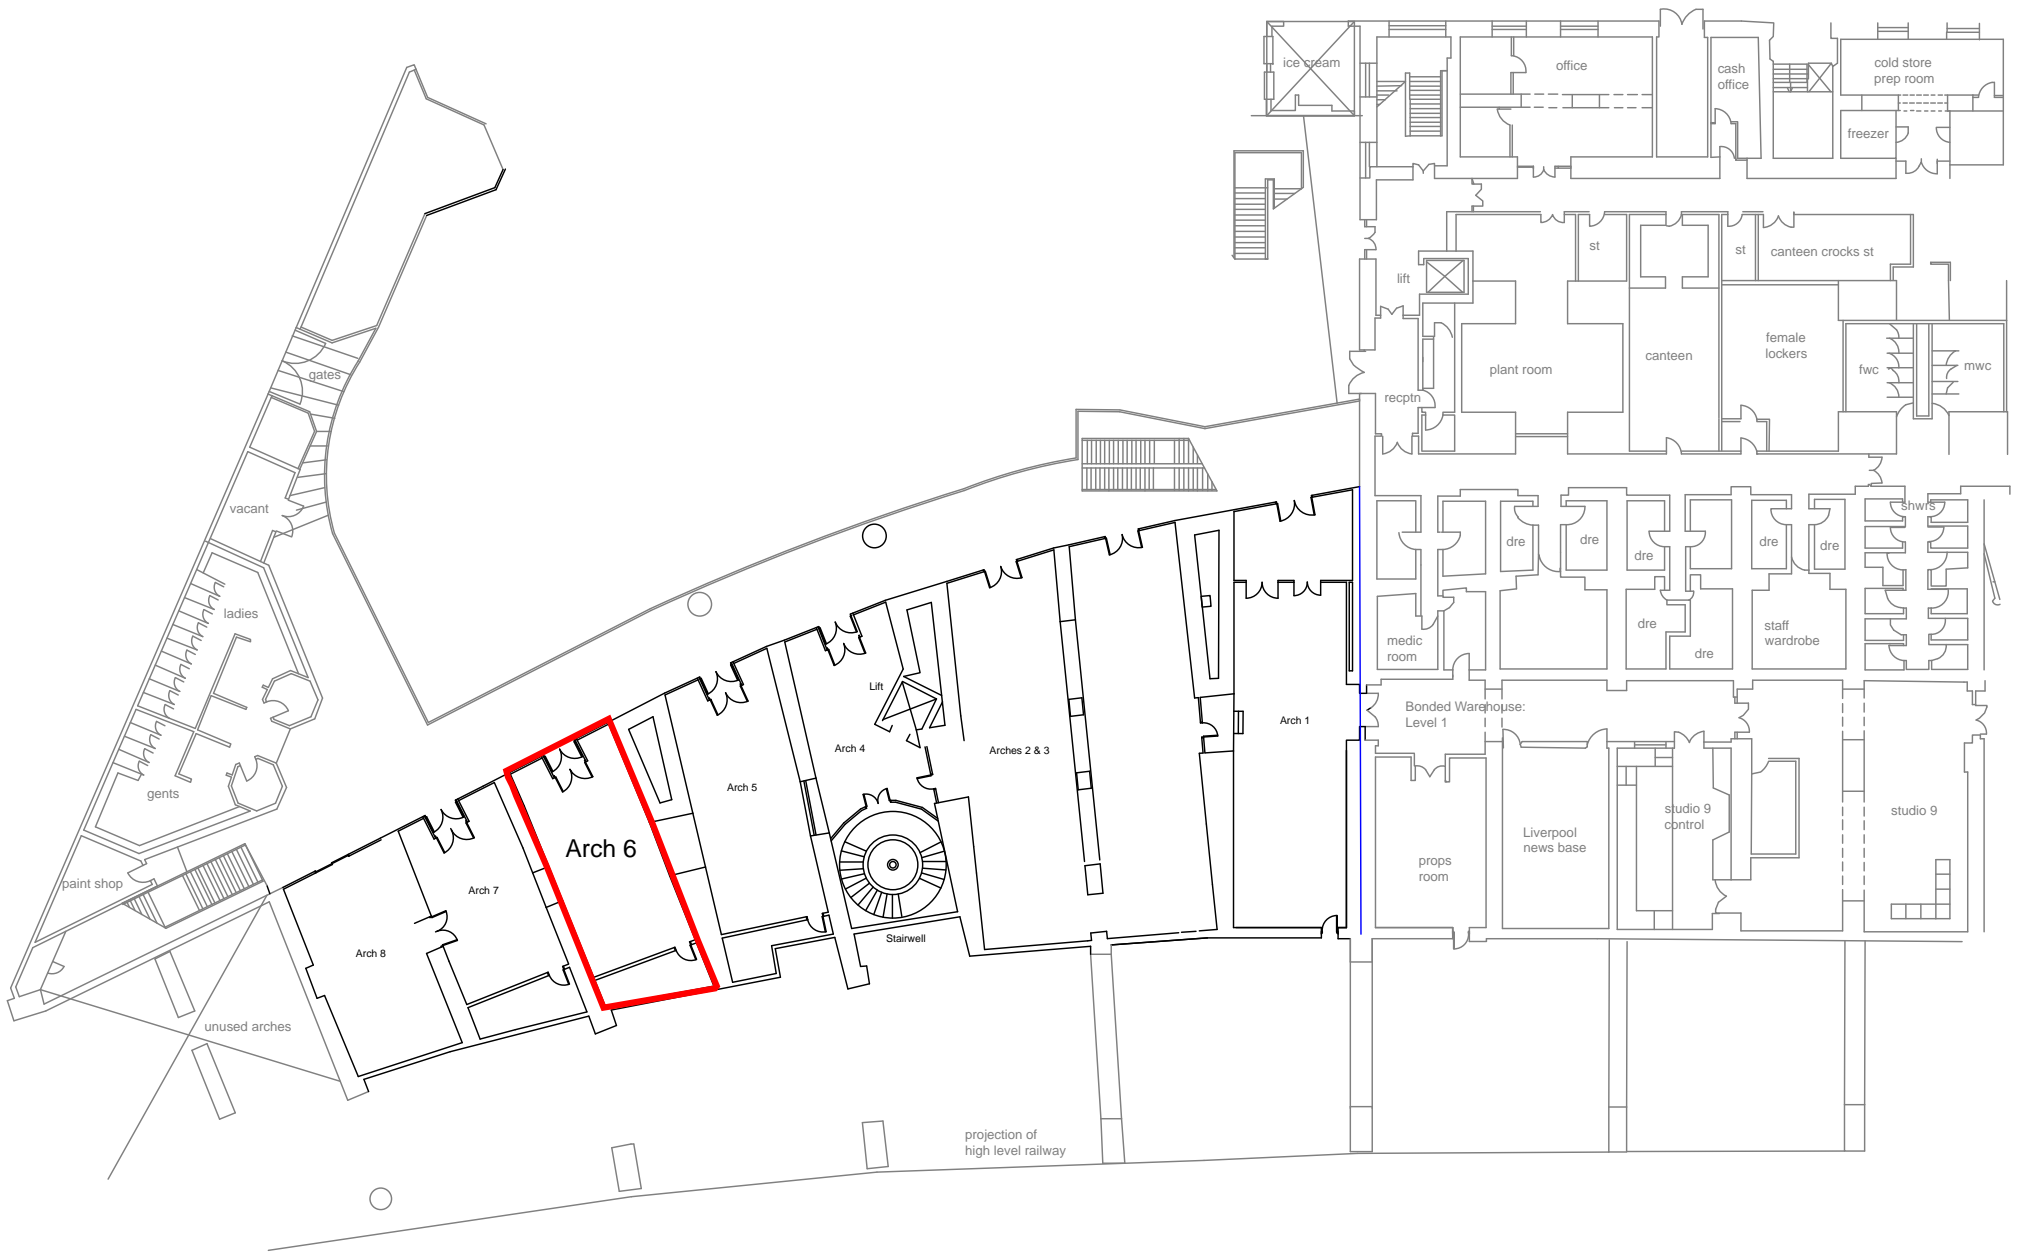 ice cream
office
cash
office
cold store
prep room
freezer
st
st
canteen crocks st
lift
gates
female
lockers
canteen
plant room
fwc
mwc
recptn
vacant
shwrs
dre
dre
dre
dre
dre
ladies
dre
staff
wardrobe
medic
room
dre
Lift
Bonded Warehouse:
Level 1
Arch 1
Arch 4
Arches 2 & 3
Arch 5
gents
studio 9
control
studio 9
Liverpool
news base
Arch 6
props
room
paint shop
Arch 7
Stairwell
Arch 8
unused arches
projection of
high level railway